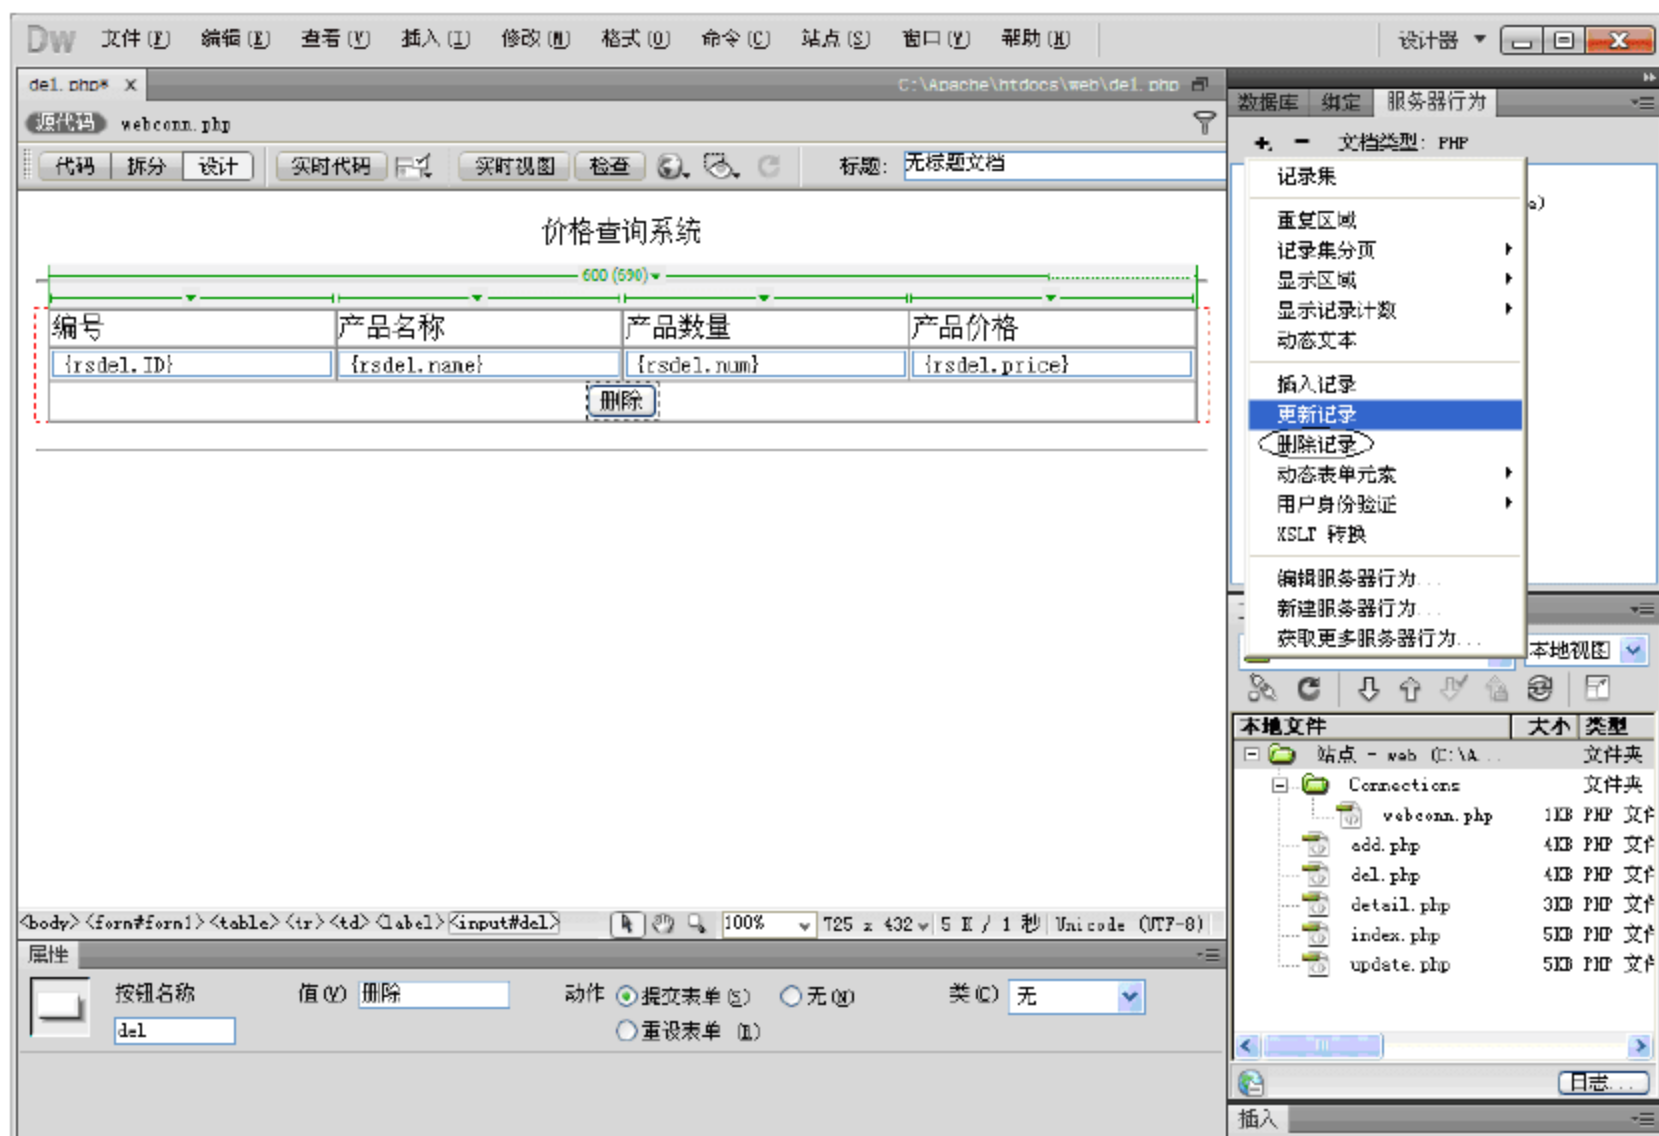 Dw 文件(F) 编辑(E) 查看(V) 插入(I) 修改(M) 格式(O) 命令(C) 站点(S) 窗口(W) 帮助(H) 设计器
del.php* X C:\Apache\htdocs\web\del.php
源代码 webconn.php
代码 拆分 设计 实时代码 实时视图 检查 标题: 无标题文档
价格查询系统
600 (690)
编号 产品名称 产品数量 产品价格
{rsdel.ID} {rsdel.name} {rsdel.num} {rsdel.price}
删除
<body><form#form1><table><tr><td><label><input#del> 100% 725 x 432 5 K / 1 秒 Unicode (UTF-8)
属性
按钮名称 值(V) 删除 动作 提交表单(S) 无(N) 类(C) 无
del 重设表单 (R)
数据库 绑定 服务器行为
文档类型: PHP
记录集
e)
重复区域
记录集分页
显示区域
显示记录计数
动态文本
插入记录
更新记录
删除记录
动态表单元素
用户身份验证
XSLT 转换
编辑服务器行为...
新建服务器行为...
获取更多服务器行为...
本地视图
本地文件 大小 类型
站点 - web (C:\A... 文件夹
Connections 文件夹
webconn.php 1KB PHP 文件
add.php 4KB PHP 文件
del.php 4KB PHP 文件
detail.php 3KB PHP 文件
index.php 5KB PHP 文件
update.php 5KB PHP 文件
日志...
插入